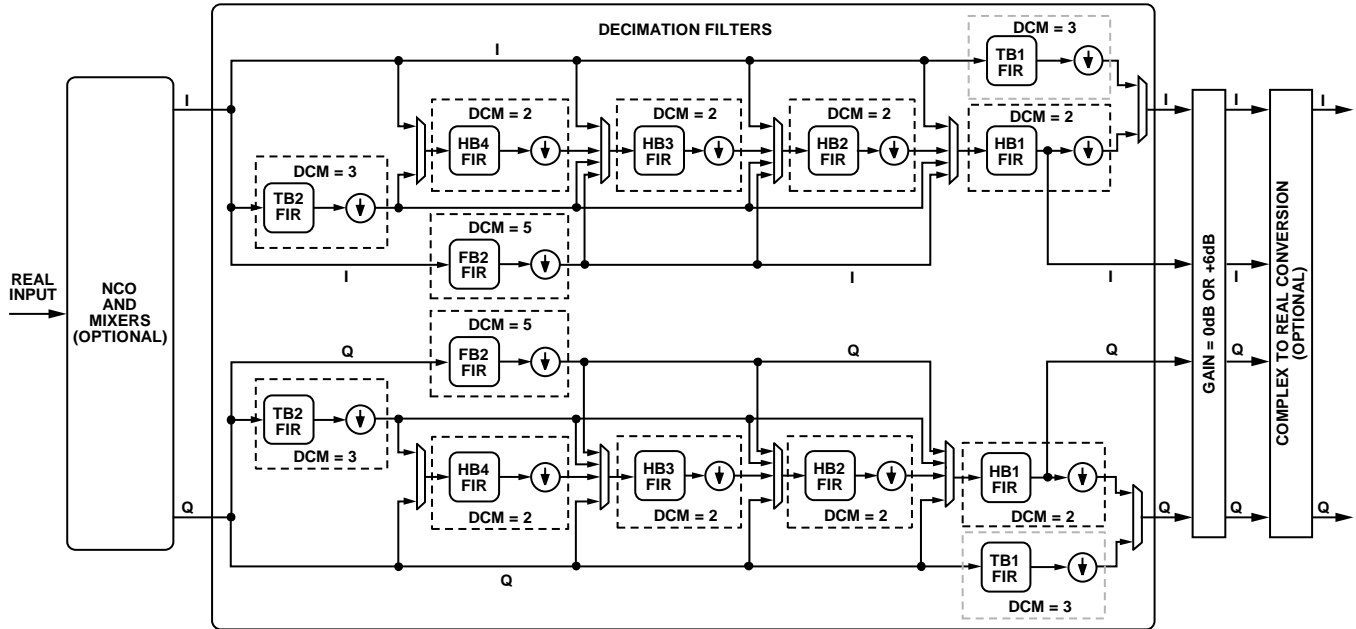 DECIMATION FILTERS
DCM = 3
TB1
FIR
I
I
I
I
I
DCM = 2
HB4
FIR
DCM = 2
HB3
FIR
DCM = 2
HB2
FIR
DCM = 2
HB1
FIR
DCM = 3
TB2
FIR
DCM = 5
FB2
FIR
I
I
I
I
I
REAL
INPUT
NCO
AND
MIXERS
(OPTIONAL)
GAIN = 0dB OR +6dB
COMPLEX TO REAL CONVERSION
(OPTIONAL)
DCM = 5
FB2
FIR
Q
Q
Q
Q
Q
TB2
FIR
DCM = 3
HB4
FIR
DCM = 2
HB3
FIR
DCM = 2
HB2
FIR
DCM = 2
HB1
FIR
DCM = 2
Q
Q
Q
Q
Q
TB1
FIR
DCM = 3